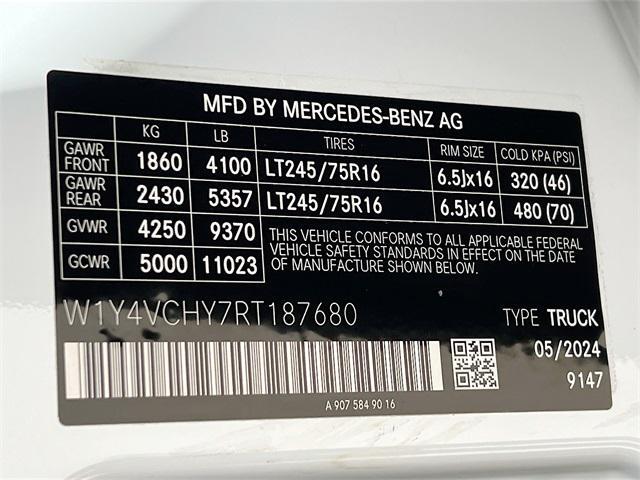 MFD BY MERCEDES-BENZ AG
KG LB TIRES RIM SIZE COLD KPA (PSI)
GAWR FRONT 1860 4100 LT245/75R16 6.5Jx16 320 (46)
GAWR REAR 2430 5357 LT245/75R16 6.5Jx16 480 (70)
GVWR 4250 9370
GCWR 5000 11023
THIS VEHICLE CONFORMS TO ALL APPLICABLE FEDERAL
MOTOR VEHICLE SAFETY STANDARDS IN EFFECT ON THE DATE
OF MANUFACTURE SHOWN BELOW.
W1Y4VCHY7RT187680
TYPE TRUCK
05/2024
9147
A 907 584 90 16